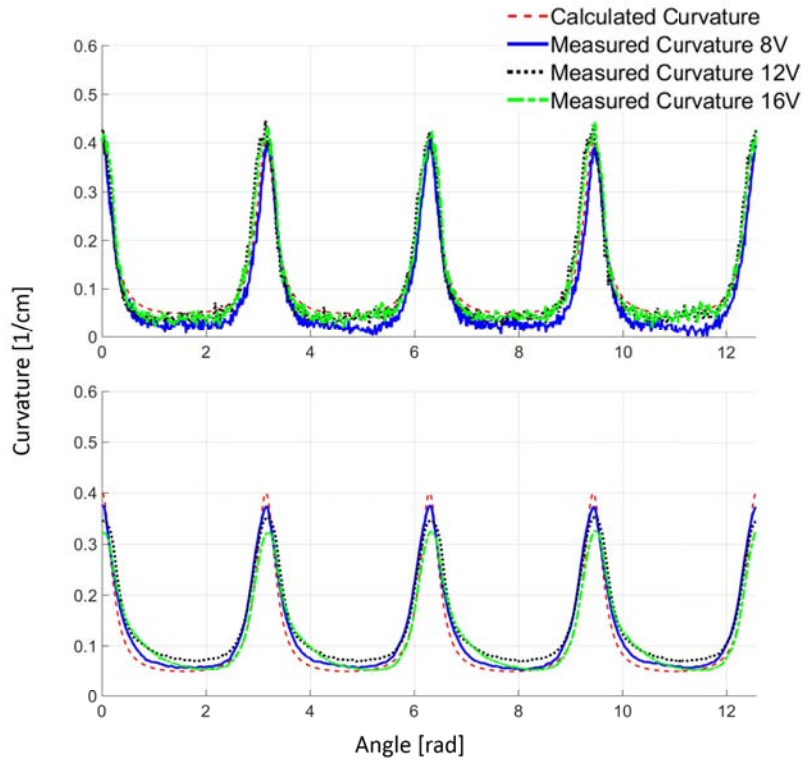 Calculated Curvature
Measured Curvature 8V
Measured Curvature 12V
Measured Curvature 16V
0.6
0.5
0.4
0.3
0.2
0.1
0
0 2 4 6 8 10 12
Curvature [1/cm]
0.6
0.5
0.4
0.3
0.2
0.1
0
0 2 4 6 8 10 12
Angle [rad]